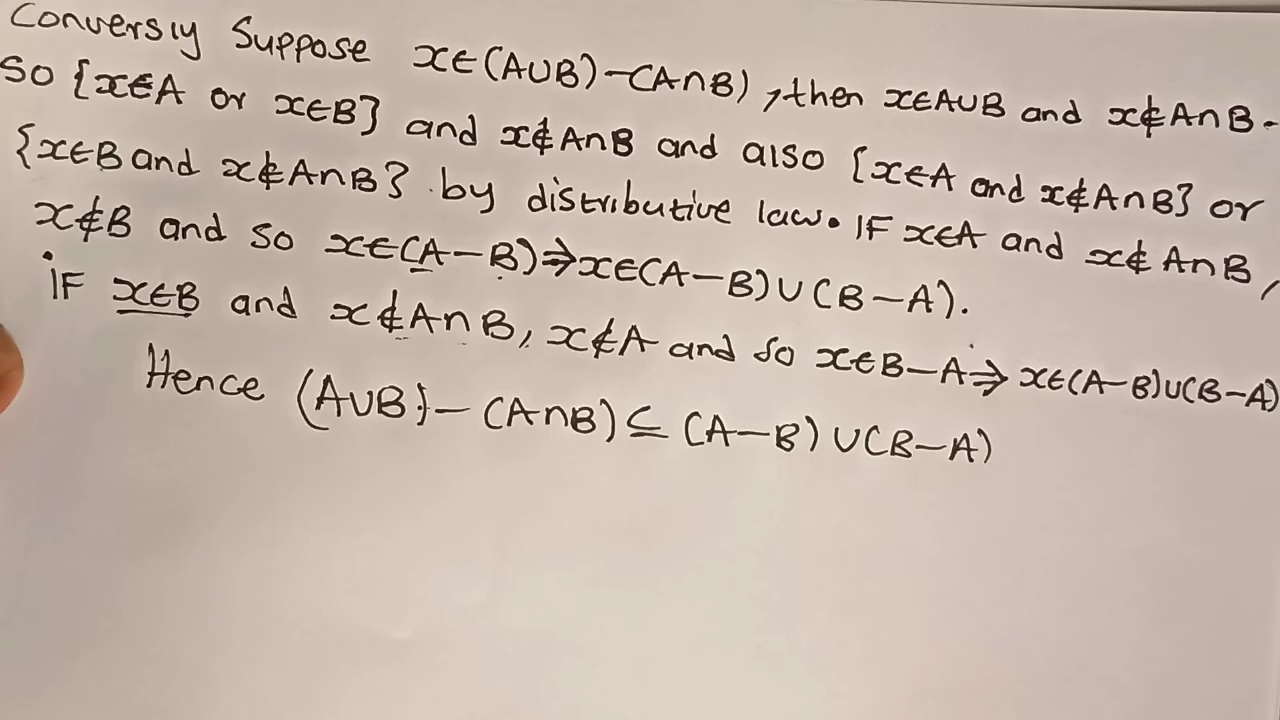 Conversly Suppose x∈(A∪B)-(A∩B), then x∈A∪B and x∉A∩B.
So {x∈A or x∈B} and x∉A∩B and also {x∈A and x∉A∩B} or
{x∈B and x∉A∩B} by distributive law. IF x∈A and x∉A∩B,
x∉B and so x∈(A-B)⇒x∈(A-B)∪(B-A).
iF x∈B and x∉A∩B, x∉A and so x∈B-A⇒x∈(A-B)∪(B-A)
Hence (A∪B)-(A∩B)⊆(A-B)∪(B-A)